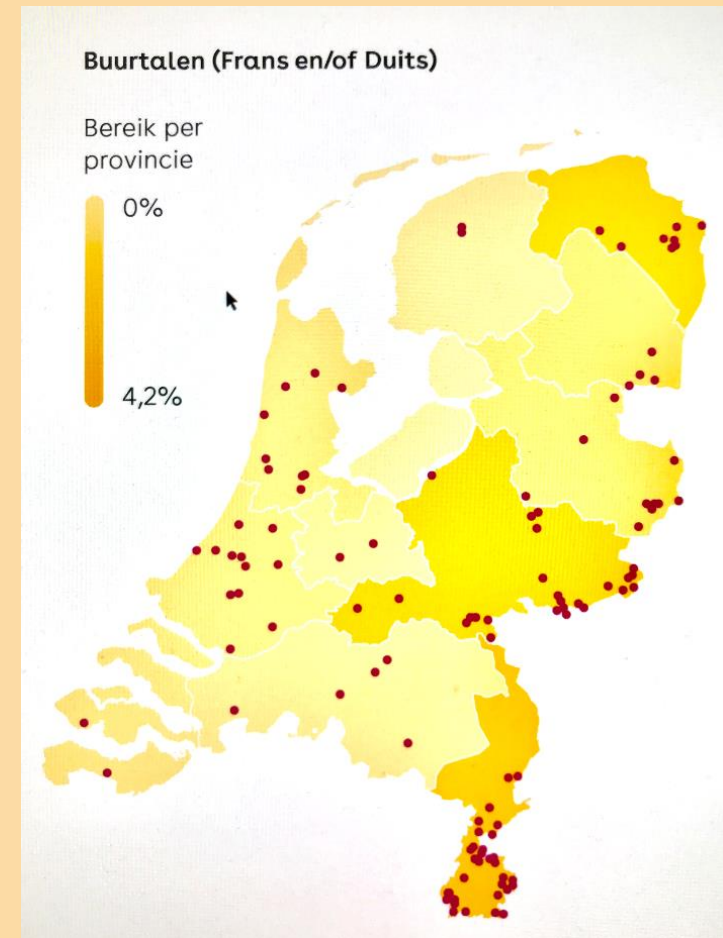 Buurtalen (Frans en/of Duits)
Bereik per
provincie
0%
4,2%